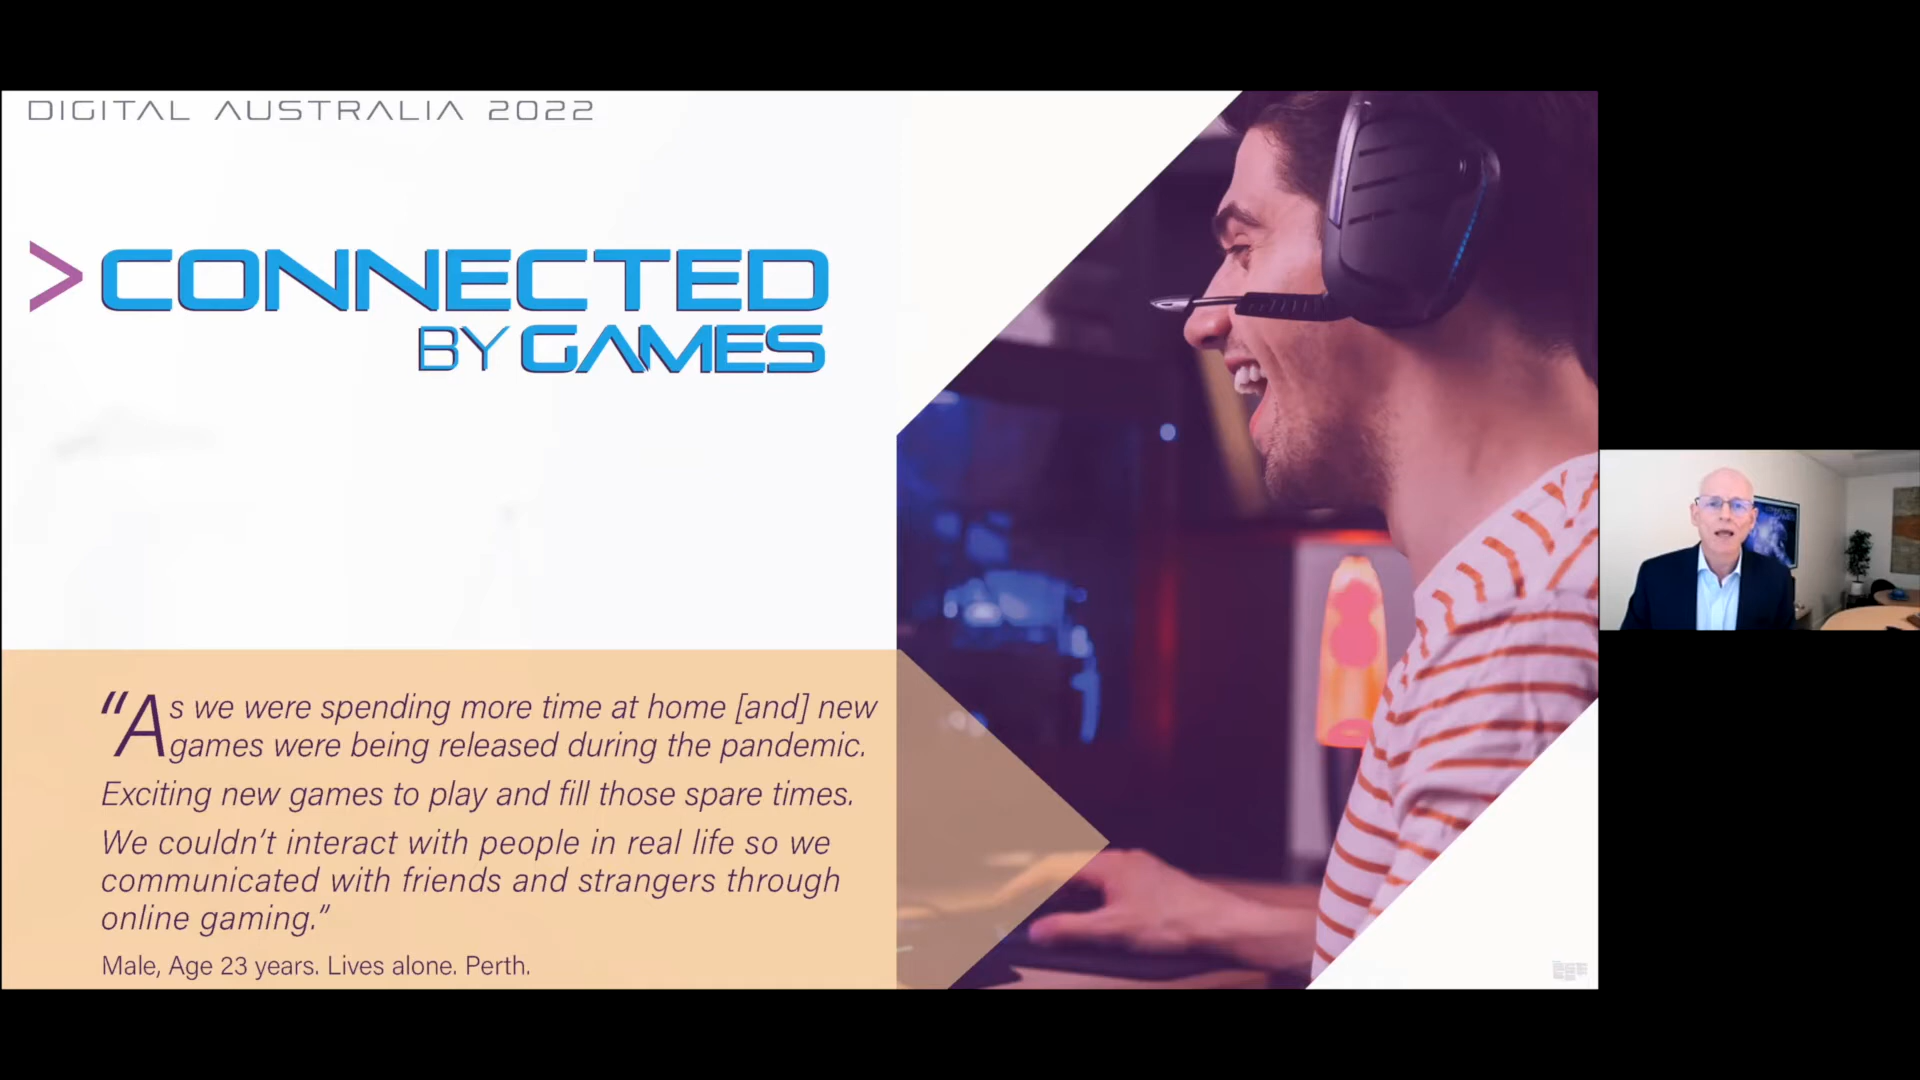 DIGITAL AUSTRALIA 2022
>CONNECTED
BY GAMES
“As we were spending more time at home [and] new
games were being released during the pandemic.
Exciting new games to play and fill those spare times.
We couldn’t interact with people in real life so we
communicated with friends and strangers through
online gaming.”
Male, Age 23 years. Lives alone. Perth.